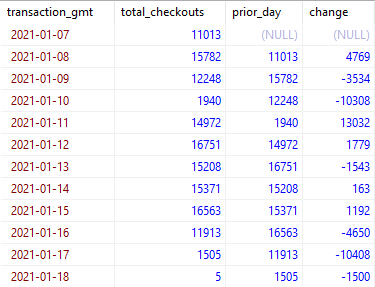 transaction_gmt total_checkouts prior_day change
2021-01-07 11013 (NULL) (NULL)
2021-01-08 15782 11013 4769
2021-01-09 12248 15782 -3534
2021-01-10 1940 12248 -10308
2021-01-11 14972 1940 13032
2021-01-12 16751 14972 1779
2021-01-13 15208 16751 -1543
2021-01-14 15371 15208 163
2021-01-15 16563 15371 1192
2021-01-16 11913 16563 -4650
2021-01-17 1505 11913 -10408
2021-01-18 5 1505 -1500